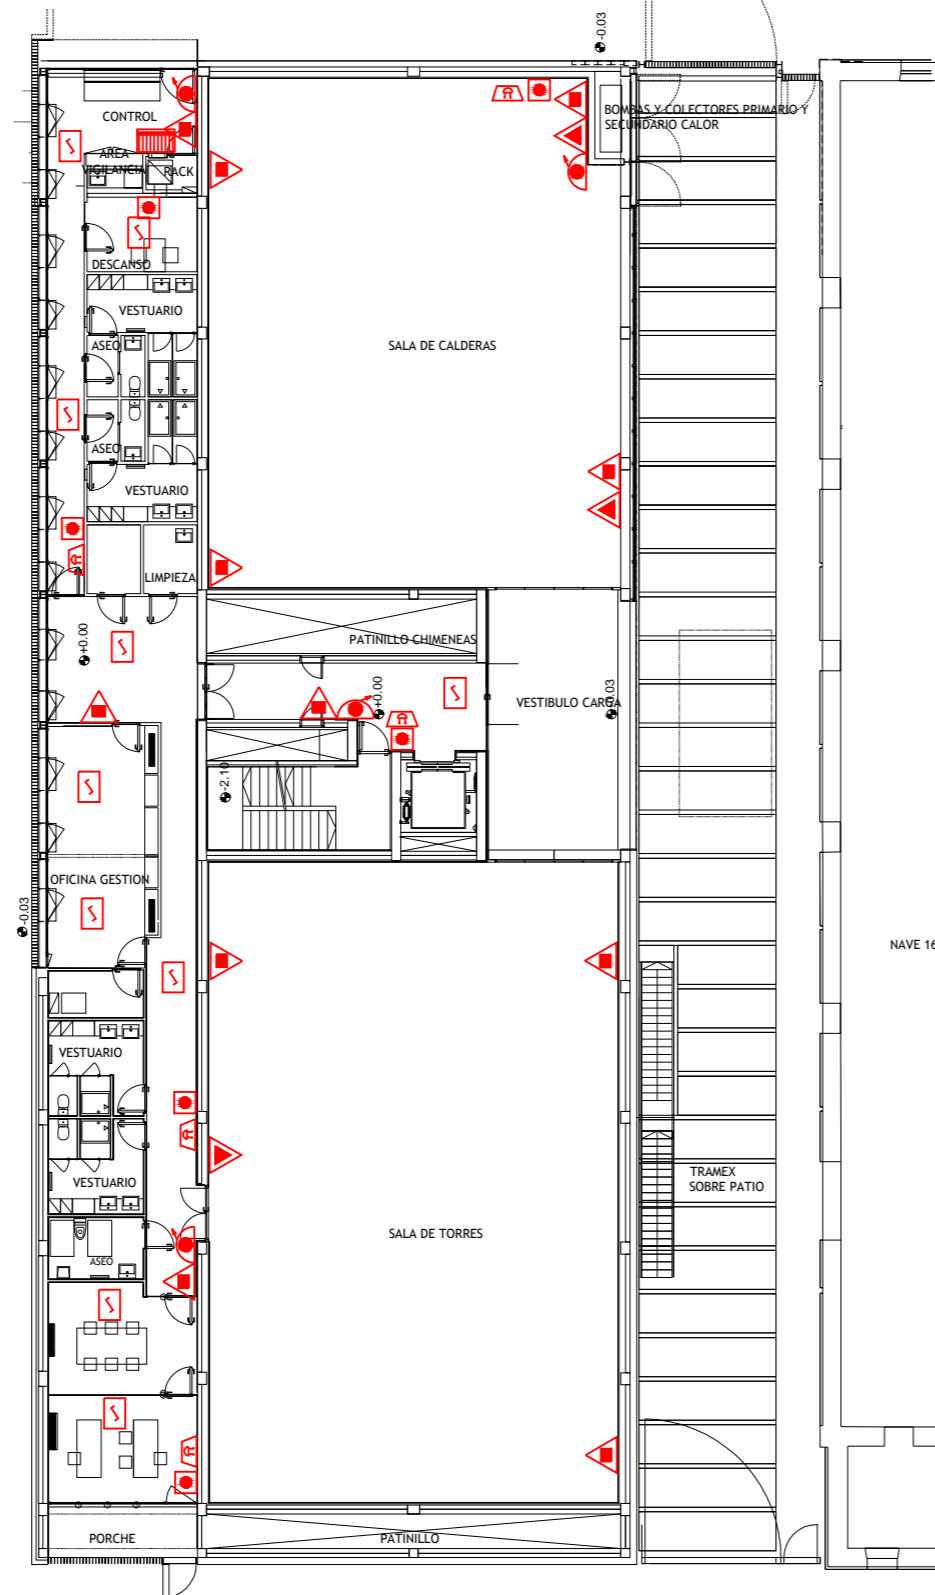 -0.03
CONTROL
BOMBAS Y COLECTORES PRIMARIO Y
SECUNDARIO CALOR
AREA
VIGILANCIA
RACK
DESCANSO
VESTUARIO
ASEO
SALA DE CALDERAS
ASEO
VESTUARIO
LIMPIEZA
+0.00
PATINILLO CHIMENEAS
+0.00
VESTIBULO CARGA
-0.03
-2.10
OFICINA GESTION
-0.03
NAVE 16
VESTUARIO
VESTUARIO
TRAMEX
SOBRE PATIO
SALA DE TORRES
ASEO
PORCHE
PATINILLO